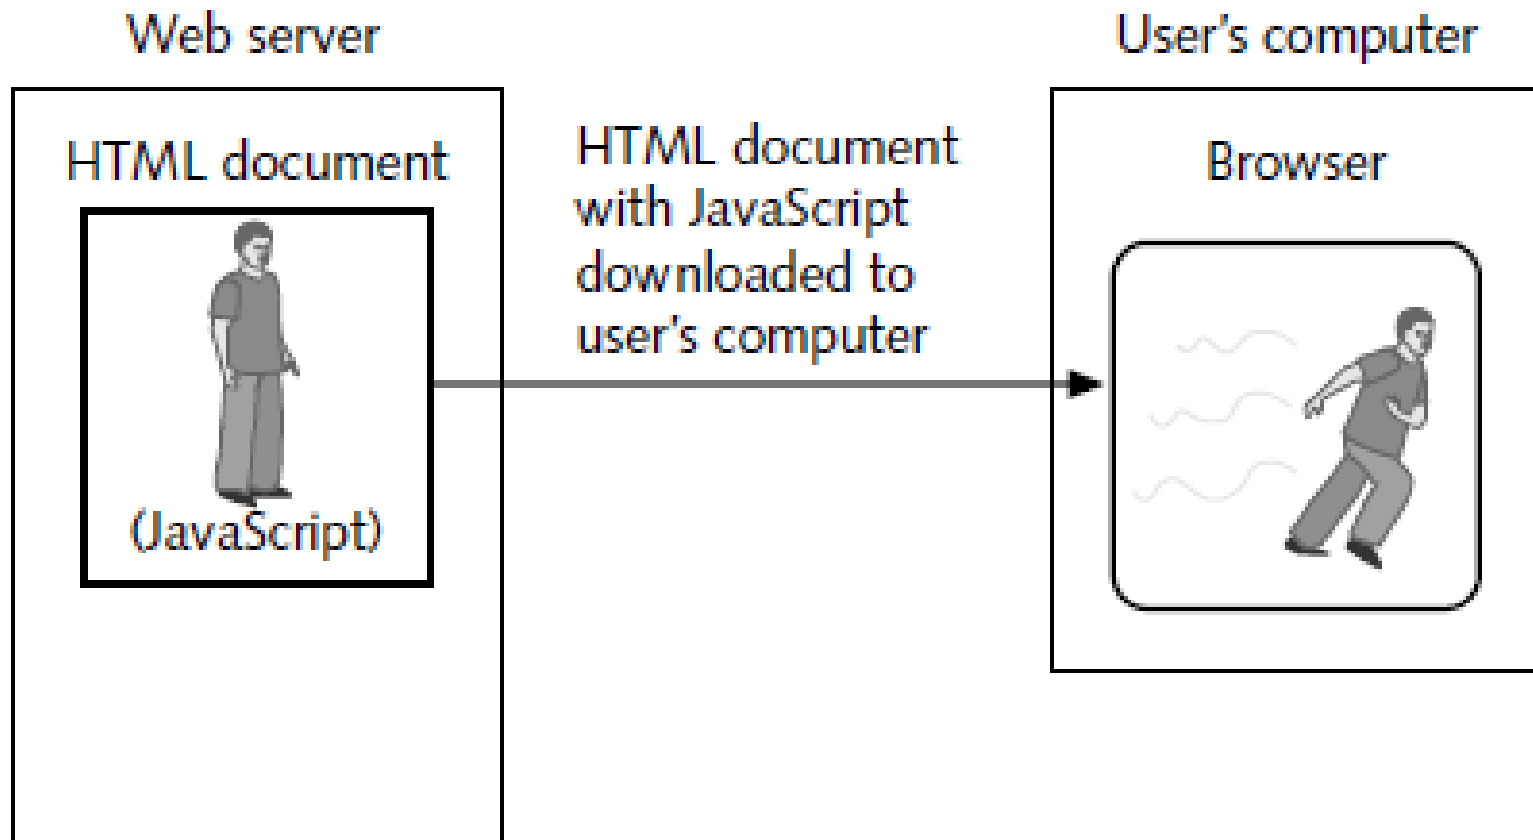 Web server
HTML document
(JavaScript)
HTML document
with JavaScript
downloaded to
user's computer
User's computer
Browser